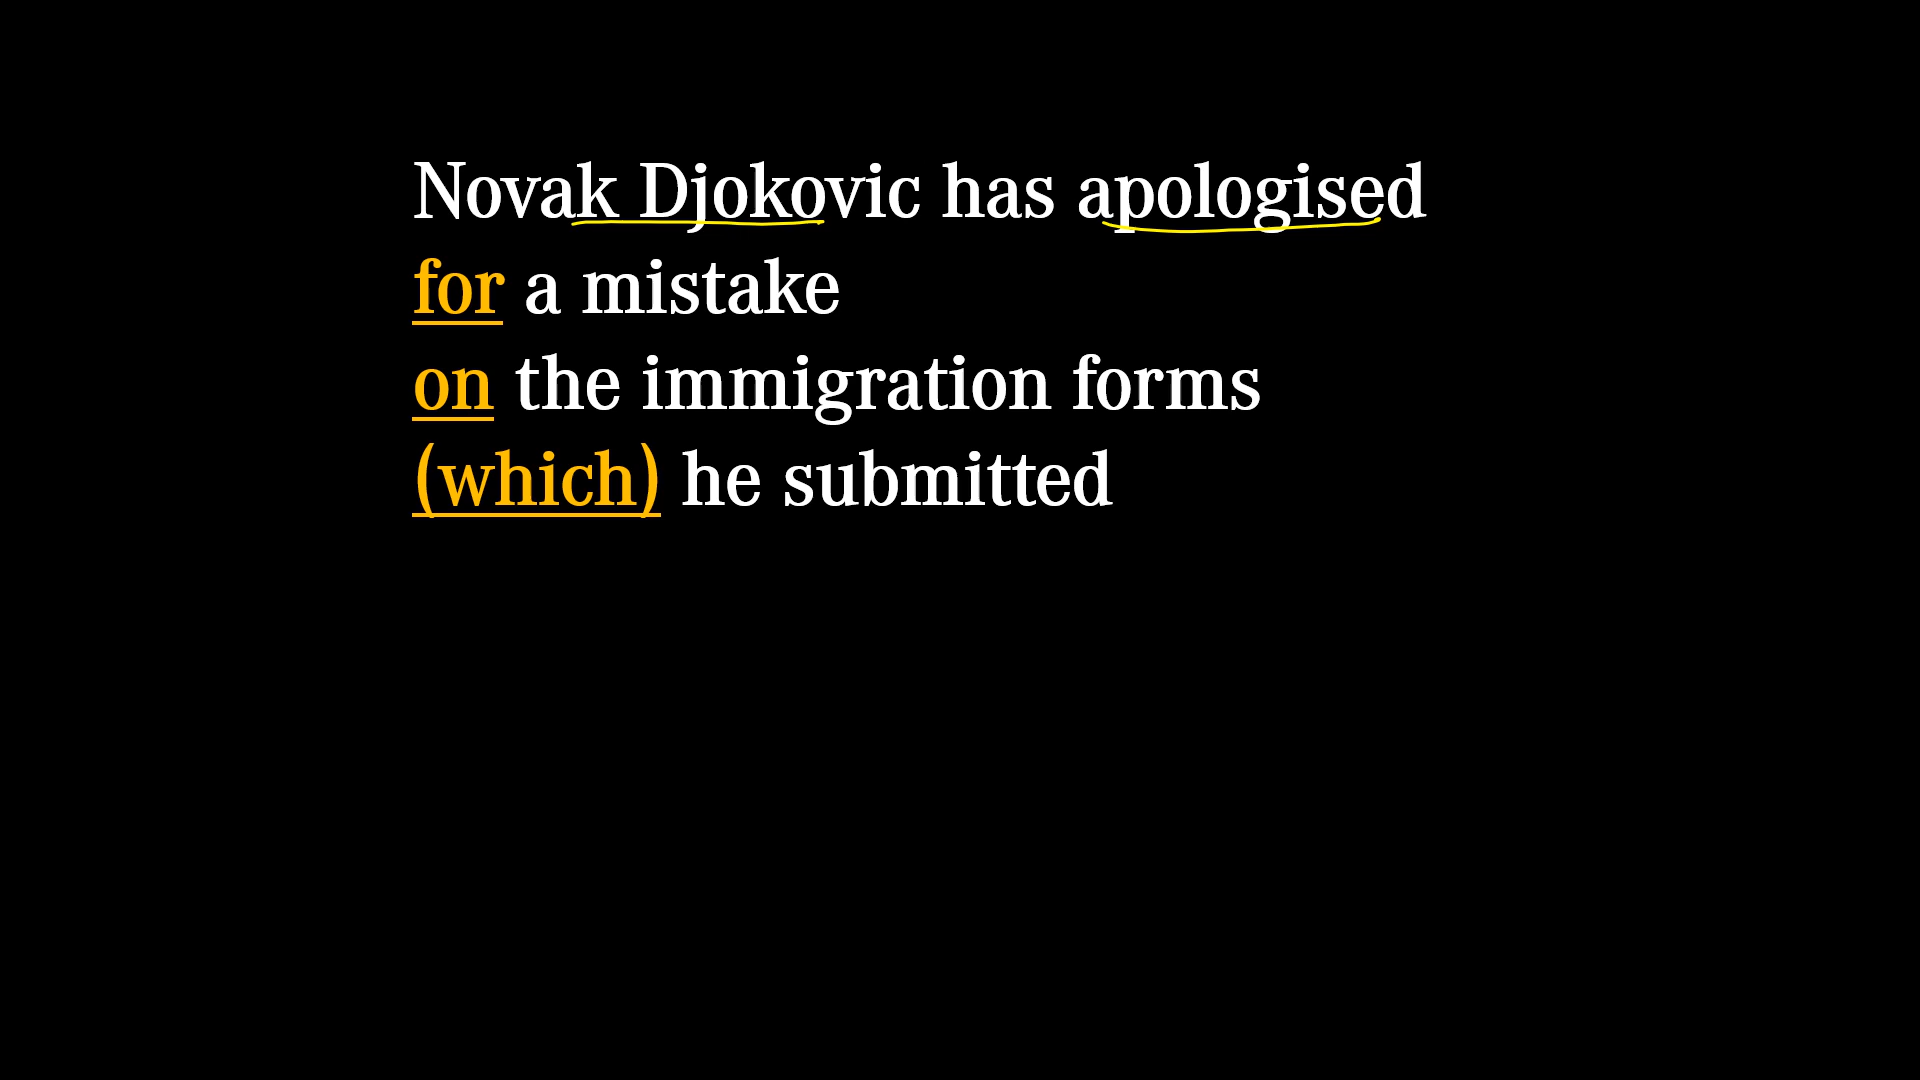 Novak Djokovic has apologised
for a mistake
on the immigration forms
(which) he submitted